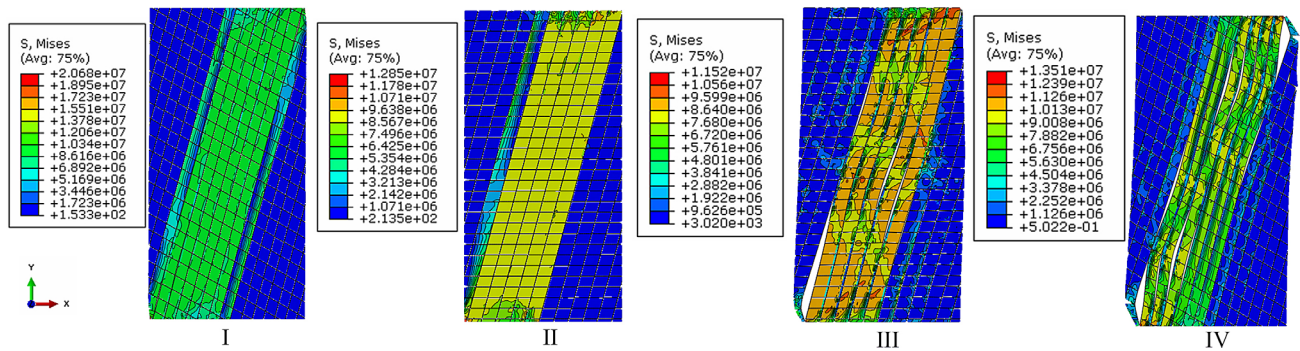 S, Mises
(Avg: 75%)
+2.068e+07
+1.895e+07
+1.723e+07
+1.551e+07
+1.378e+07
+1.206e+07
+1.034e+07
+8.616e+06
+6.892e+06
+5.169e+06
+3.446e+06
+1.723e+06
+1.533e+02
Y
X
I
S, Mises
(Avg: 75%)
+1.285e+07
+1.178e+07
+1.071e+07
+9.638e+06
+8.567e+06
+7.496e+06
+6.425e+06
+5.354e+06
+4.284e+06
+3.213e+06
+2.142e+06
+1.071e+06
+2.135e+02
II
S, Mises
(Avg: 75%)
+1.152e+07
+1.056e+07
+9.599e+06
+8.640e+06
+7.680e+06
+6.720e+06
+5.761e+06
+4.801e+06
+3.841e+06
+2.882e+06
+1.922e+06
+9.626e+05
+3.020e+03
III
S, Mises
(Avg: 75%)
+1.351e+07
+1.239e+07
+1.126e+07
+1.013e+07
+9.008e+06
+7.882e+06
+6.756e+06
+5.630e+06
+4.504e+06
+3.378e+06
+2.252e+06
+1.126e+06
+5.022e-01
IV